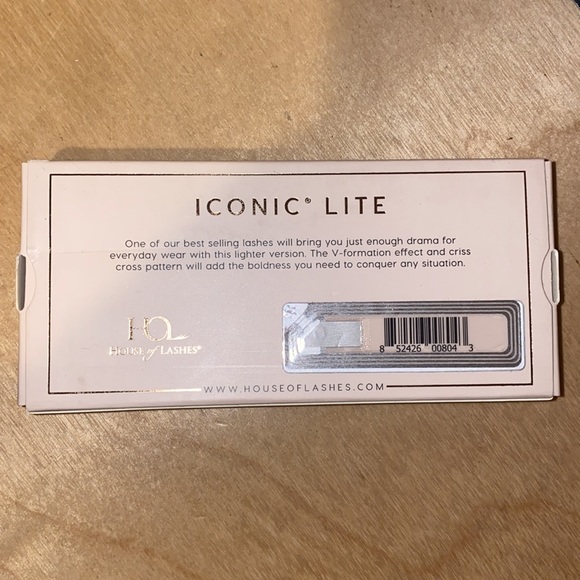 ICONIC® LITE
One of our best selling lashes will bring you just enough drama for
everyday wear with this lighter version. The V-formation effect and criss
cross pattern will add the boldness you need to conquer any situation.
HOL
HOUSE of LASHES®
8 52426 00804 3
WWW.HOUSEOFLASHES.COM